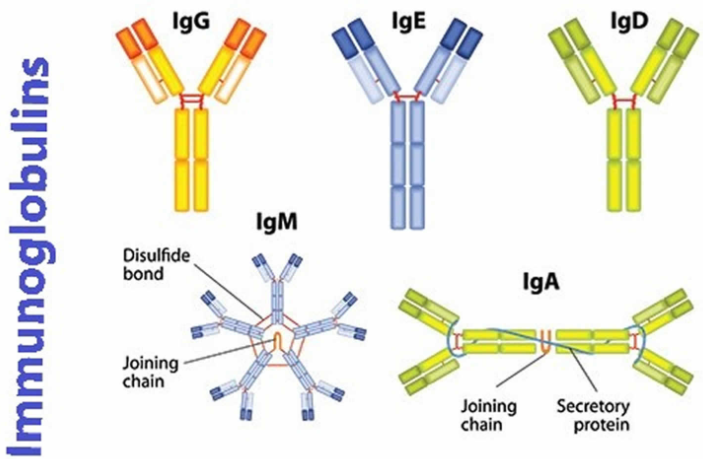 Immunoglobulins
IgG
IgE
IgD
IgM
Disulfide
bond
Joining
chain
IgA
Joining
chain
Secretory
protein